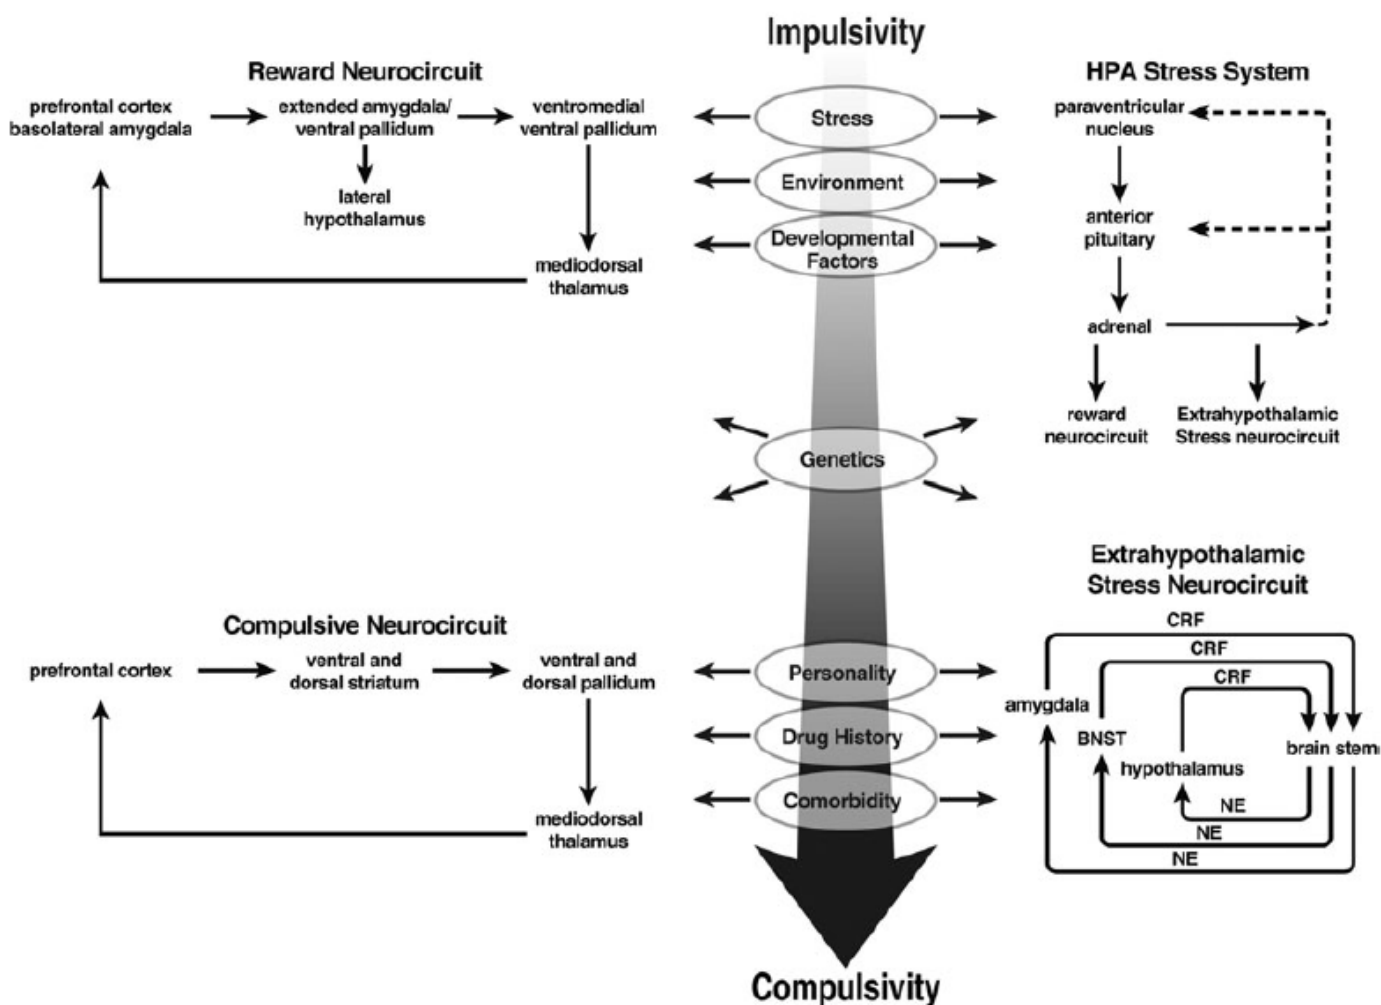 Impulsivity
Reward Neurocircuit
prefrontal cortex
basolateral amygdala
extended amygdala/
ventral pallidum
ventromedial
ventral pallidum
lateral
hypothalamus
mediodorsal
thalamus
Stress
Environment
Developmental
Factors
HPA Stress System
paraventricular
nucleus
anterior
pituitary
adrenal
reward
neurocircuit
Extrahypothalamic
Stress neurocircuit
Genetics
Compulsive Neurocircuit
prefrontal cortex
ventral and
dorsal striatum
ventral and
dorsal pallidum
mediodorsal
thalamus
Personality
Drug History
Comorbidity
Extrahypothalamic
Stress Neurocircuit
CRF
CRF
CRF
amygdala
BNST
hypothalamus
brain stem
NE
NE
NE
Compulsivity